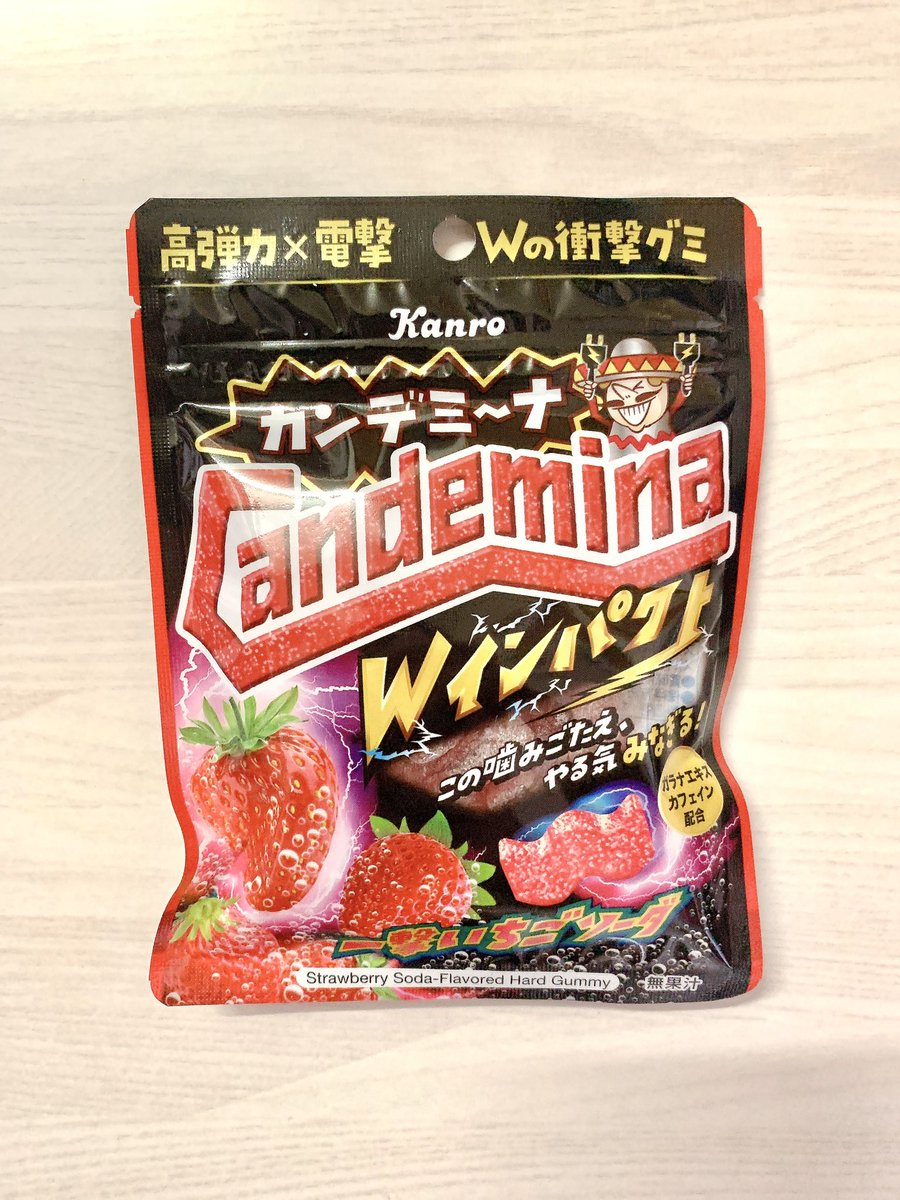 高弾力×電撃 Wの衝撃グミ
Kanro
カンデミ〜ナ
Candemina
Wインパクト
この噛みごたえ、
やる気みなぎる!
ガラナエキス
カフェイン
配合
一撃いちごソーダ
Strawberry Soda-Flavored Hard Gummy
無果汁